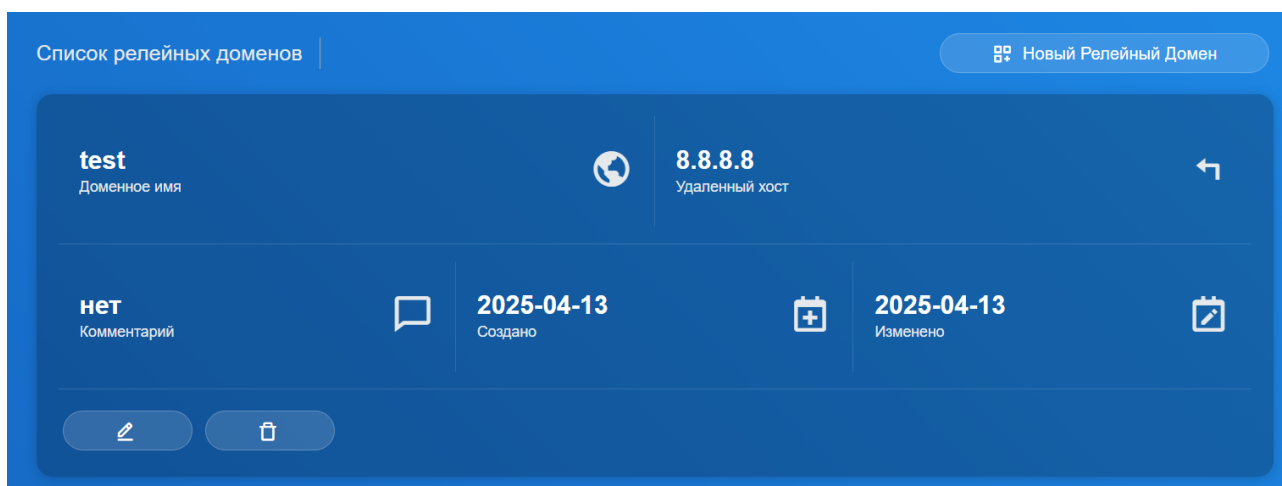 Список релейных доменов
Новый Релейный Домен
test
Доменное имя
8.8.8.8
Удаленный хост
нет
Комментарий
2025-04-13
Создано
2025-04-13
Изменено